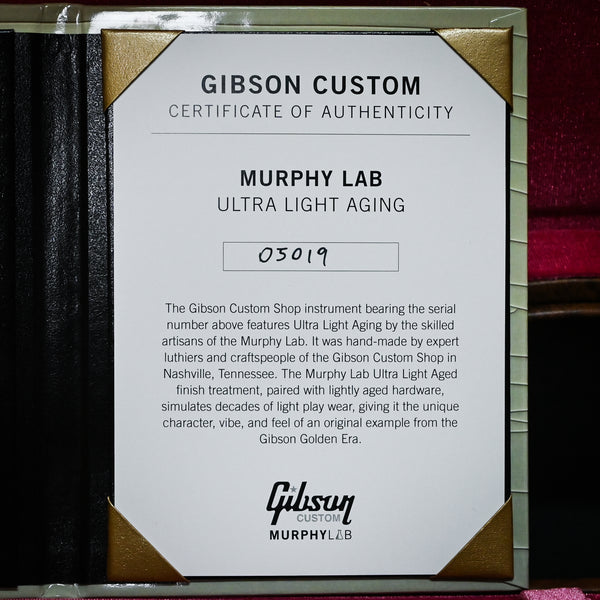 GIBSON CUSTOM
CERTIFICATE OF AUTHENTICITY
MURPHY LAB
ULTRA LIGHT AGING
03019
The Gibson Custom Shop instrument bearing the serial
number above features Ultra Light Aging by the skilled
artisans of the Murphy Lab. It was hand-made by expert
luthiers and craftspeople of the Gibson Custom Shop in
Nashville, Tennessee. The Murphy Lab Ultra Light Aged
finish treatment, paired with lightly aged hardware,
simulates decades of light play wear, giving it the unique
character, vibe, and feel of an original example from the
Gibson Golden Era.
Gibson
CUSTOM
MURPHYLAB